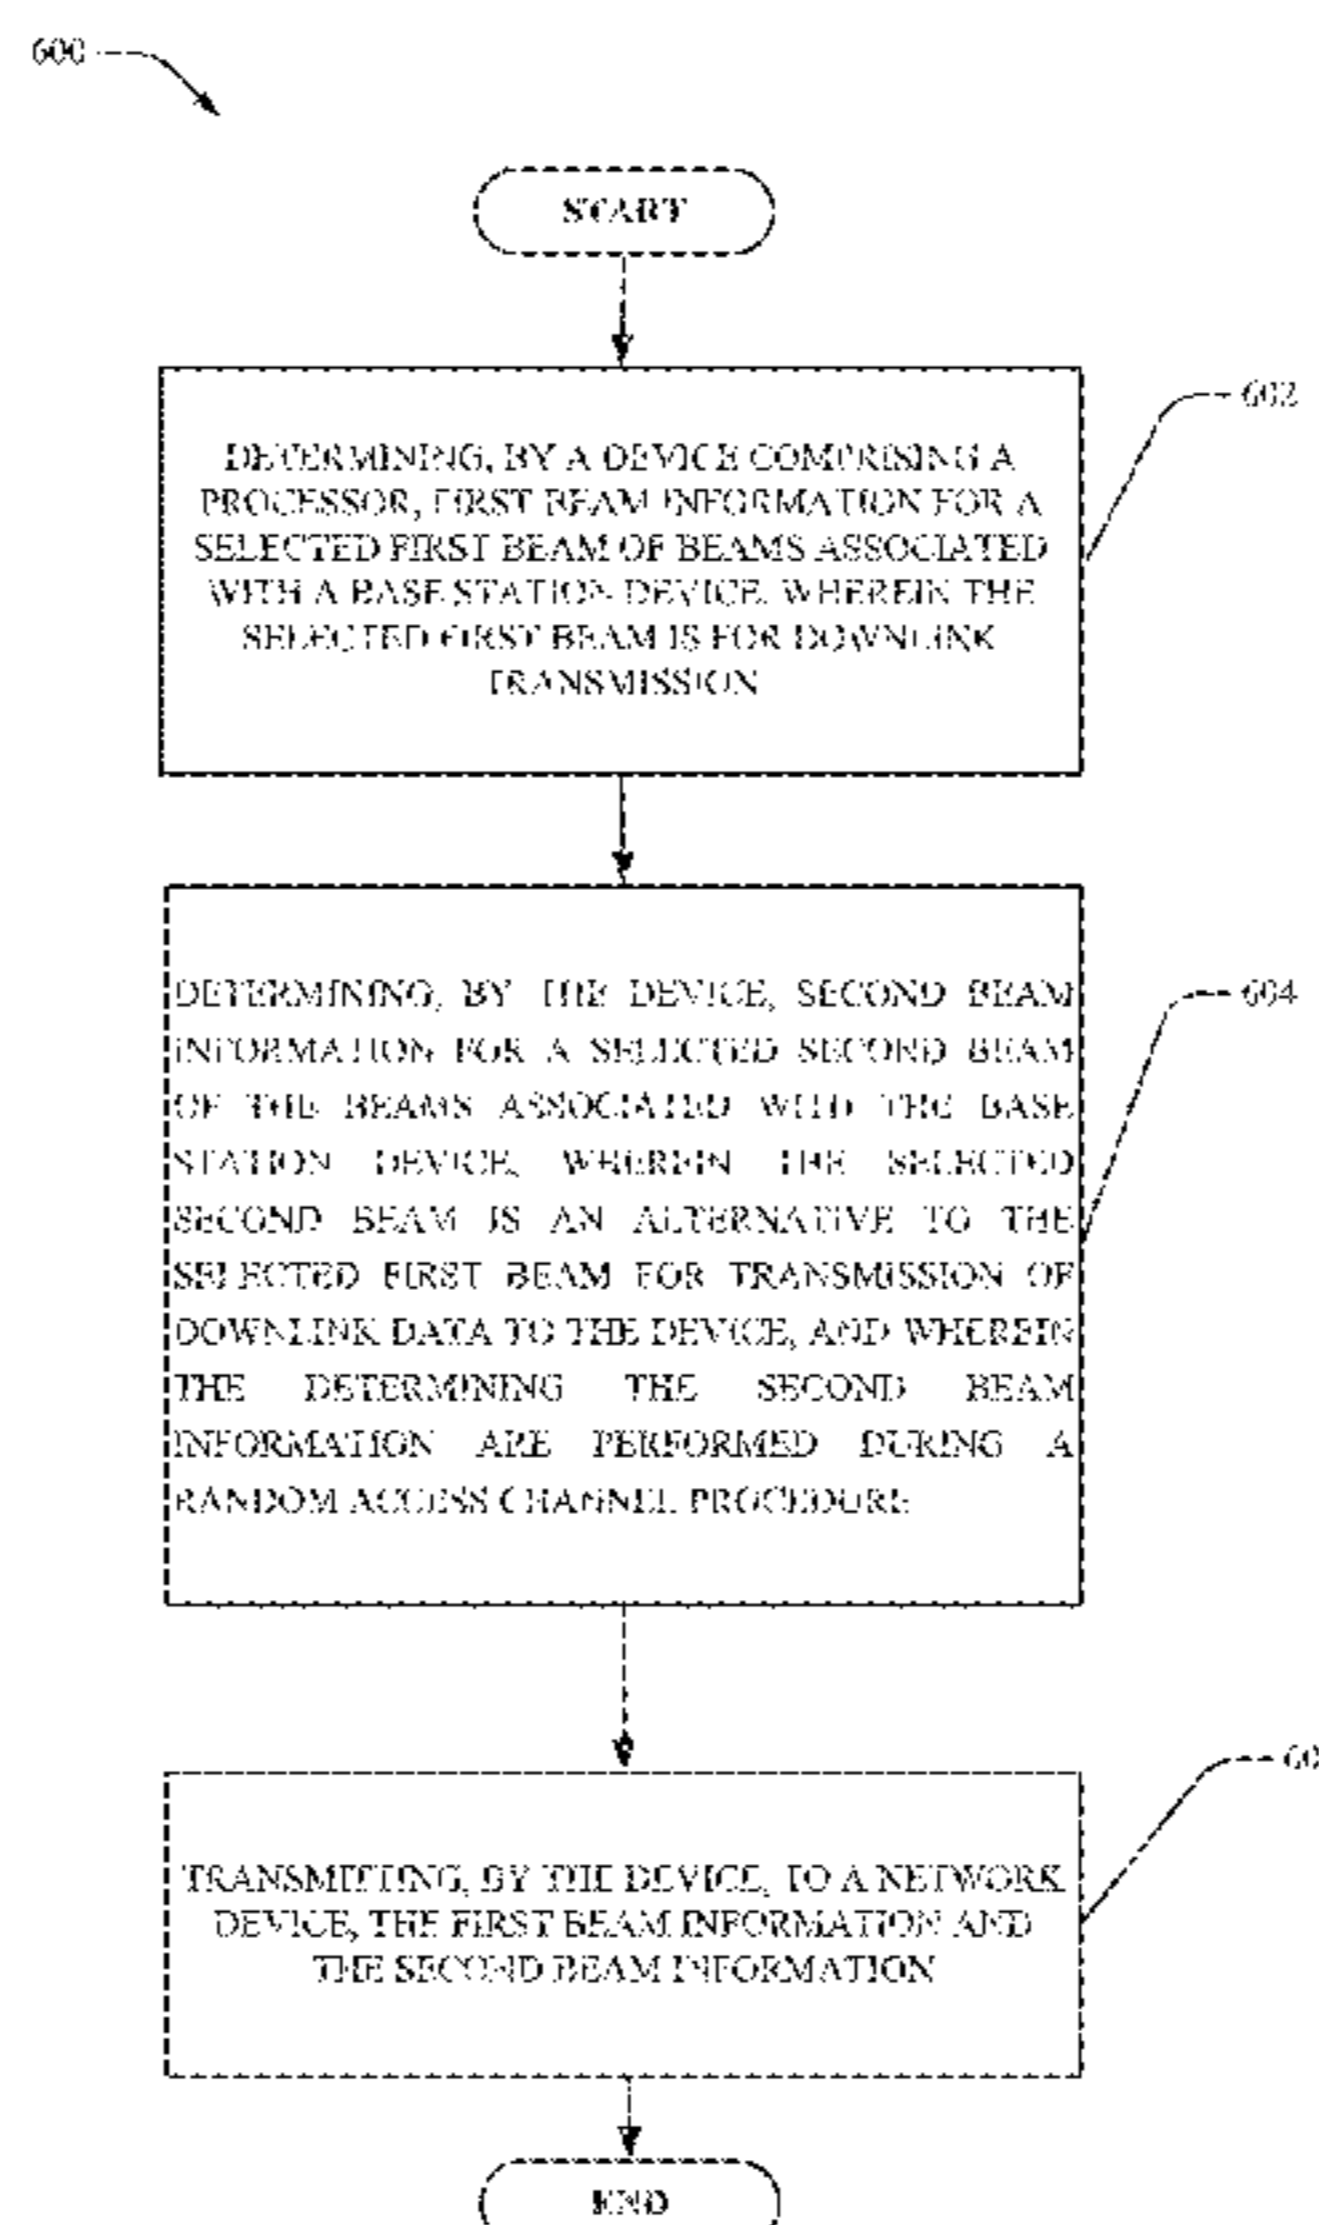 600
START
602
DETERMINING, BY A DEVICE COMPRISING A
PROCESSOR, FIRST BEAM INFORMATION FOR A
SELECTED FIRST BEAM OF BEAMS ASSOCIATED
WITH A BASE STATION DEVICE, WHEREIN THE
SELECTED FIRST BEAM IS FOR DOWNLINK
TRANSMISSION
604
DETERMINING, BY THE DEVICE, SECOND BEAM
INFORMATION FOR A SELECTED SECOND BEAM
OF THE BEAMS ASSOCIATED WITH THE BASE
STATION DEVICE, WHEREIN THE SELECTED
SECOND BEAM IS AN ALTERNATIVE TO THE
SELECTED FIRST BEAM FOR TRANSMISSION OF
DOWNLINK DATA TO THE DEVICE, AND WHEREIN
THE DETERMINING THE SECOND BEAM
INFORMATION ARE PERFORMED DURING A
RANDOM ACCESS CHANNEL PROCEDURE
60
TRANSMITTING, BY THE DEVICE, TO A NETWORK
DEVICE, THE FIRST BEAM INFORMATION AND
THE SECOND BEAM INFORMATION
END